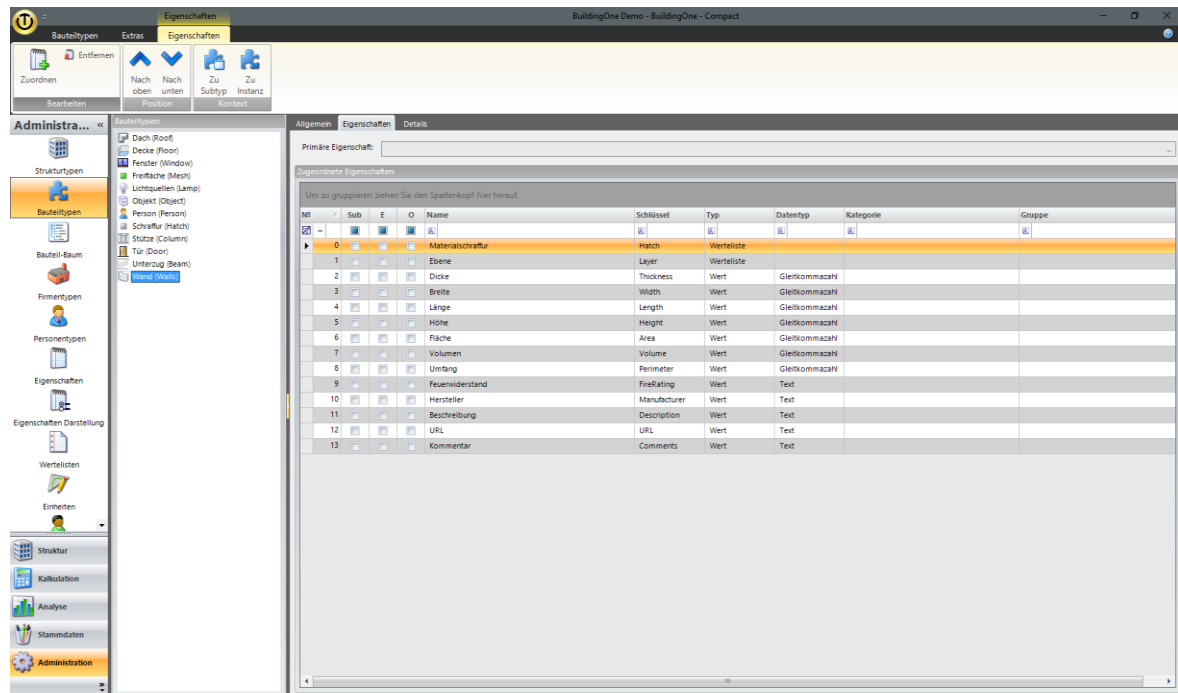 Eigenschaften
BuildingOne Demo - BuildingOne - Compact
Bauteiltypen Extras Eigenschaften
Zuordnen
Entfernen
Nach oben
Nach unten
Zu Subtyp
Zu Instanz
Bearbeiten Position Kontext
Administra... «
Strukturtypen
Bauteiltypen
Bauteil-Baum
Firmentypen
Personentypen
Eigenschaften
Eigenschaften Darstellung
Wertelisten
Einheiten
Struktur
Kalkulation
Analyse
Stammdaten
Administration
Bauteiltypen:
Dach (Roof)
Decke (Floor)
Fenster (Window)
Freifläche (Mesh)
Lichtquellen (Lamp)
Objekt (Object)
Person (Person)
Schraffur (Hatch)
Stütze (Column)
Tür (Door)
Unterzug (Beam)
Wand (Walls)
Allgemein Eigenschaften Details
Primäre Eigenschaft:
Zugeordnete Eigenschaften:
Um zu gruppieren ziehen Sie den Spaltenkopf hier herauf.
Nº Sub E O Name Schlüssel Typ Datentyp Kategorie Gruppe
0 Materialschraffur Hatch Werteliste
1 Ebene Layer Werteliste
2 Dicke Thickness Wert Gleitkommazahl
3 Breite Width Wert Gleitkommazahl
4 Länge Length Wert Gleitkommazahl
5 Höhe Height Wert Gleitkommazahl
6 Fläche Area Wert Gleitkommazahl
7 Volumen Volume Wert Gleitkommazahl
8 Umfang Perimeter Wert Gleitkommazahl
9 Feuerwiderstand FireRating Wert Text
10 Hersteller Manufacturer Wert Text
11 Beschreibung Description Wert Text
12 URL URL Wert Text
13 Kommentar Comments Wert Text